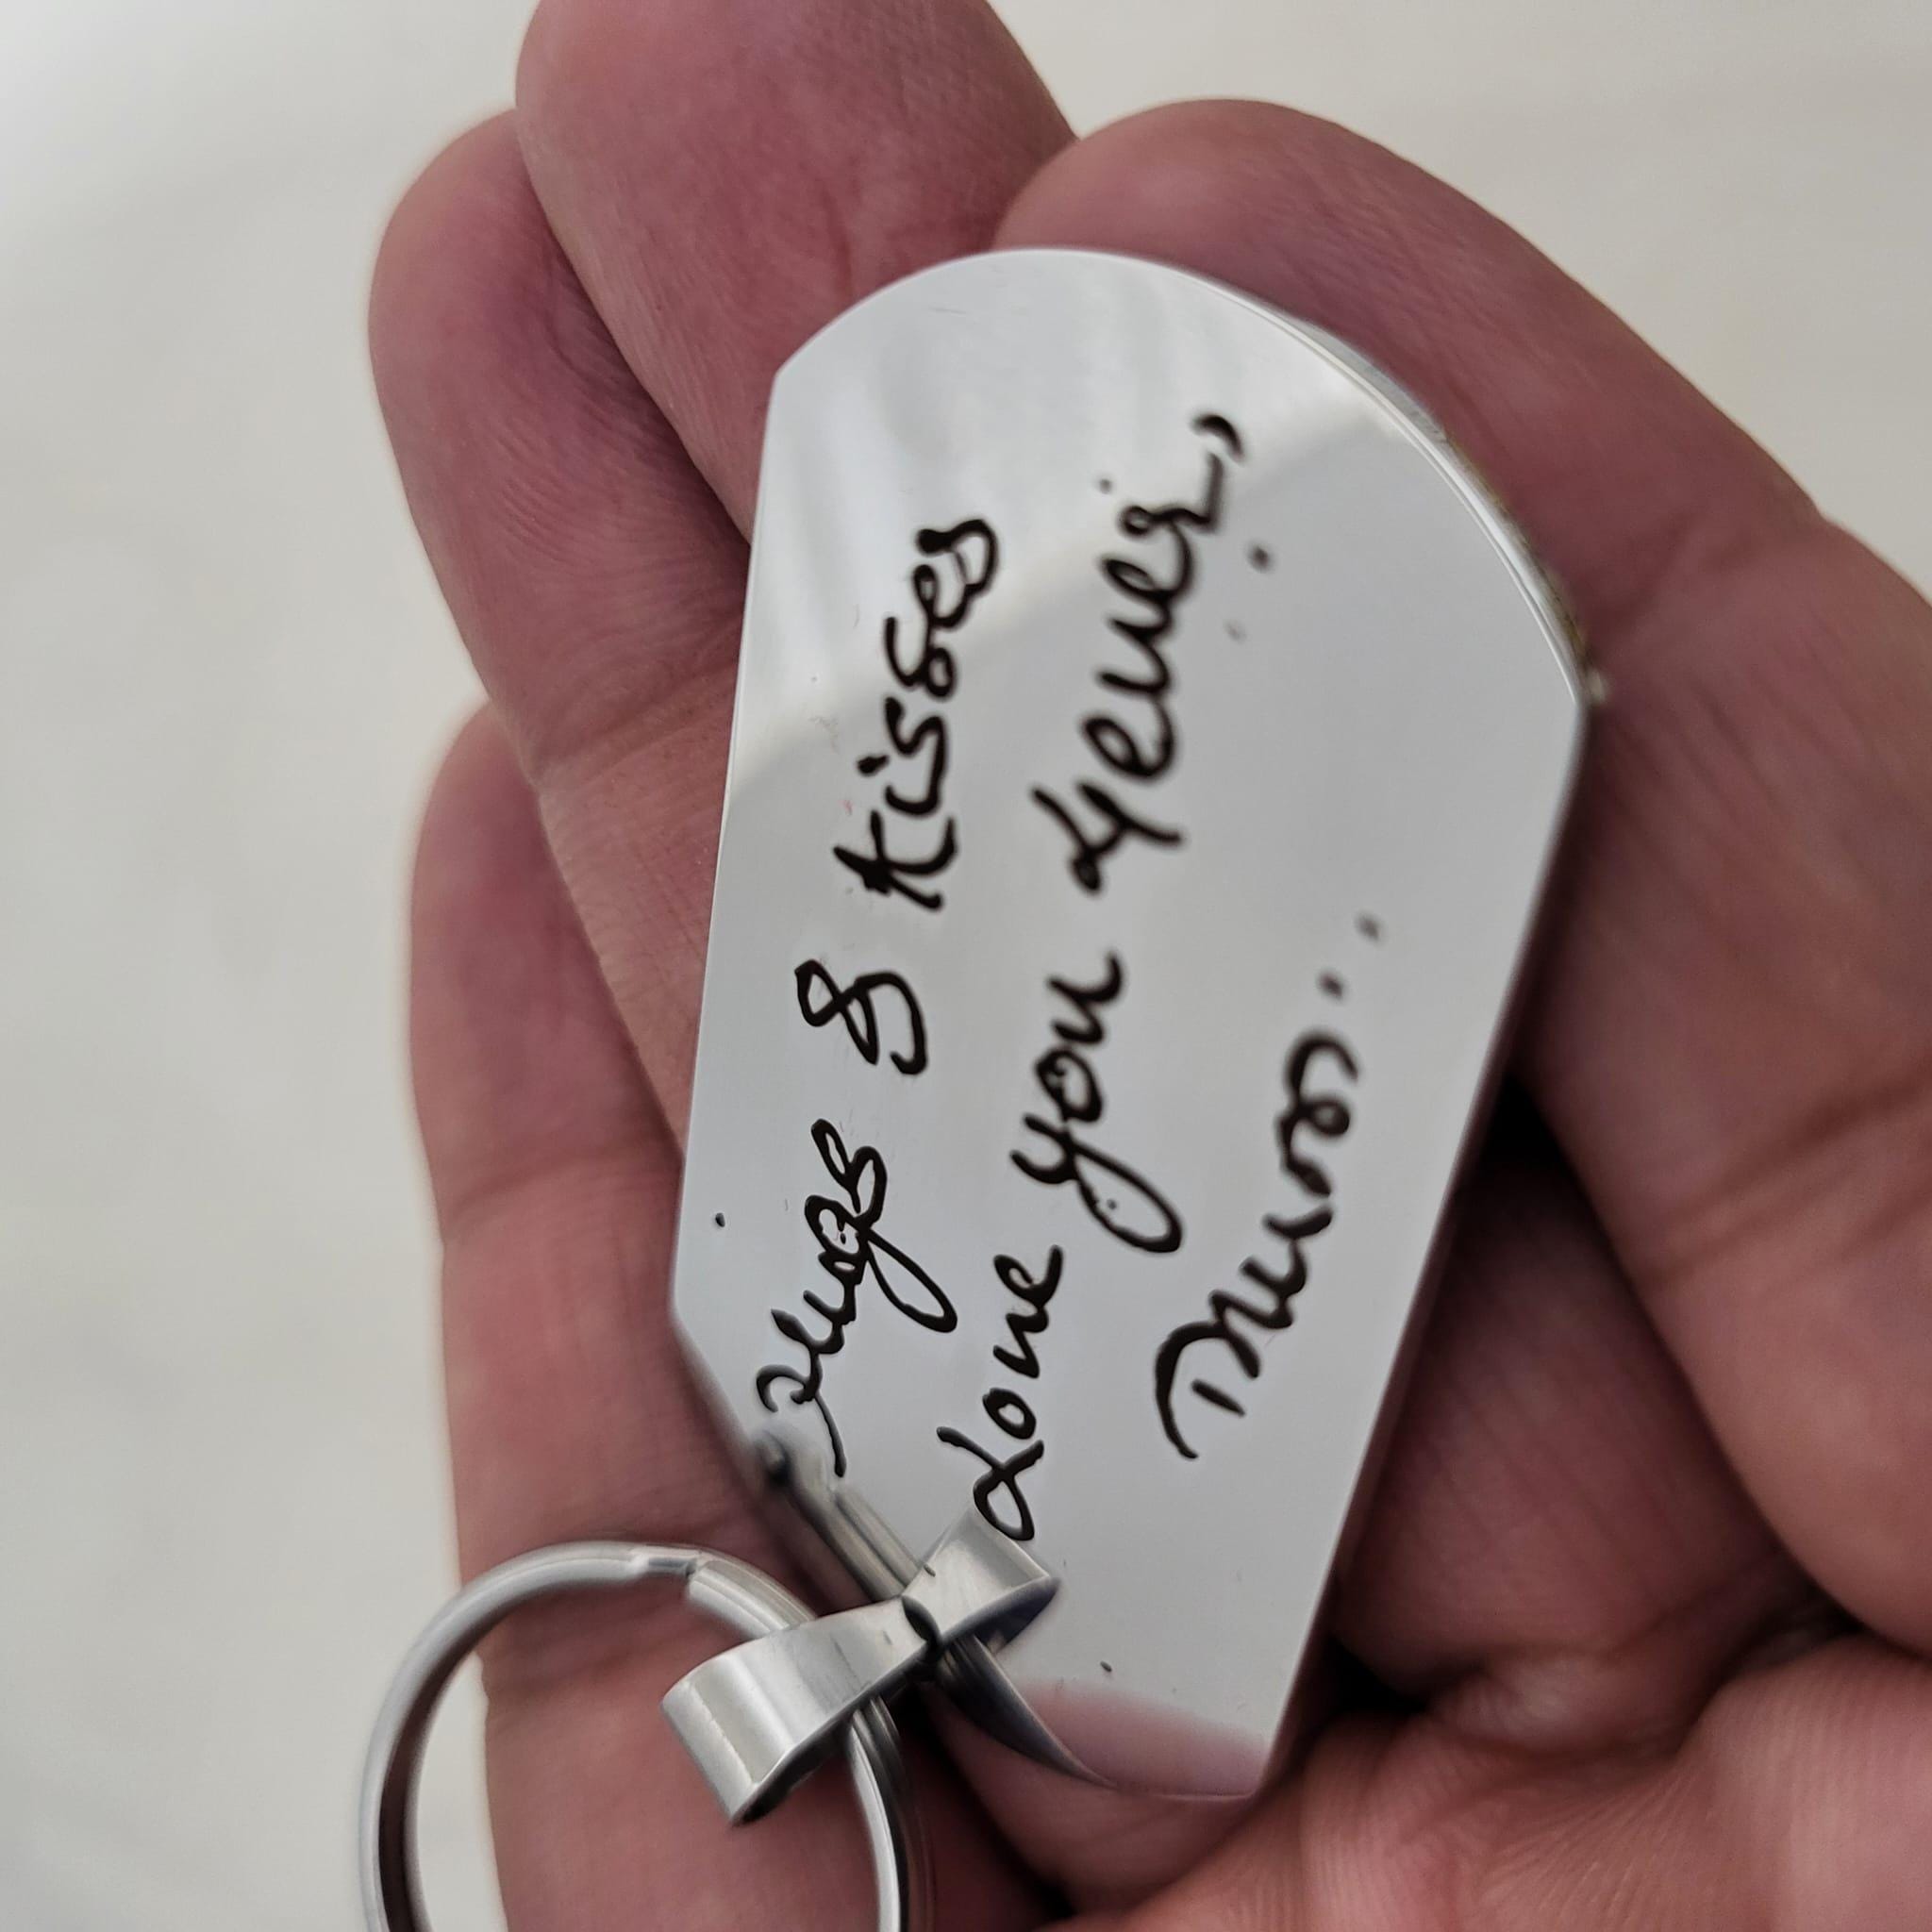 Hugs & Kisses
Love you 4ever,
Mum..